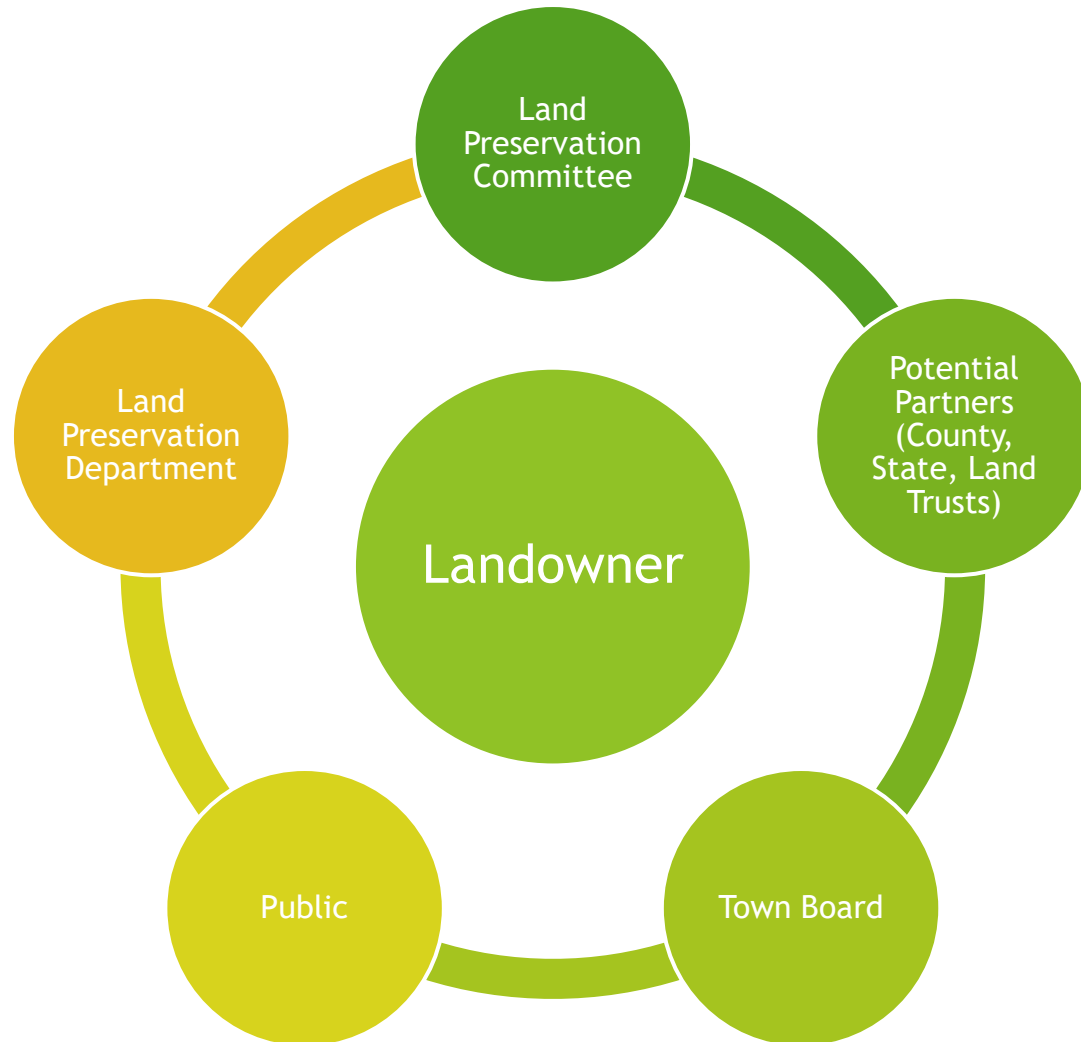 Land
Preservation
Committee
Potential
Partners
(County,
State, Land
Trusts)
Land
Preservation
Department
Landowner
Public
Town Board